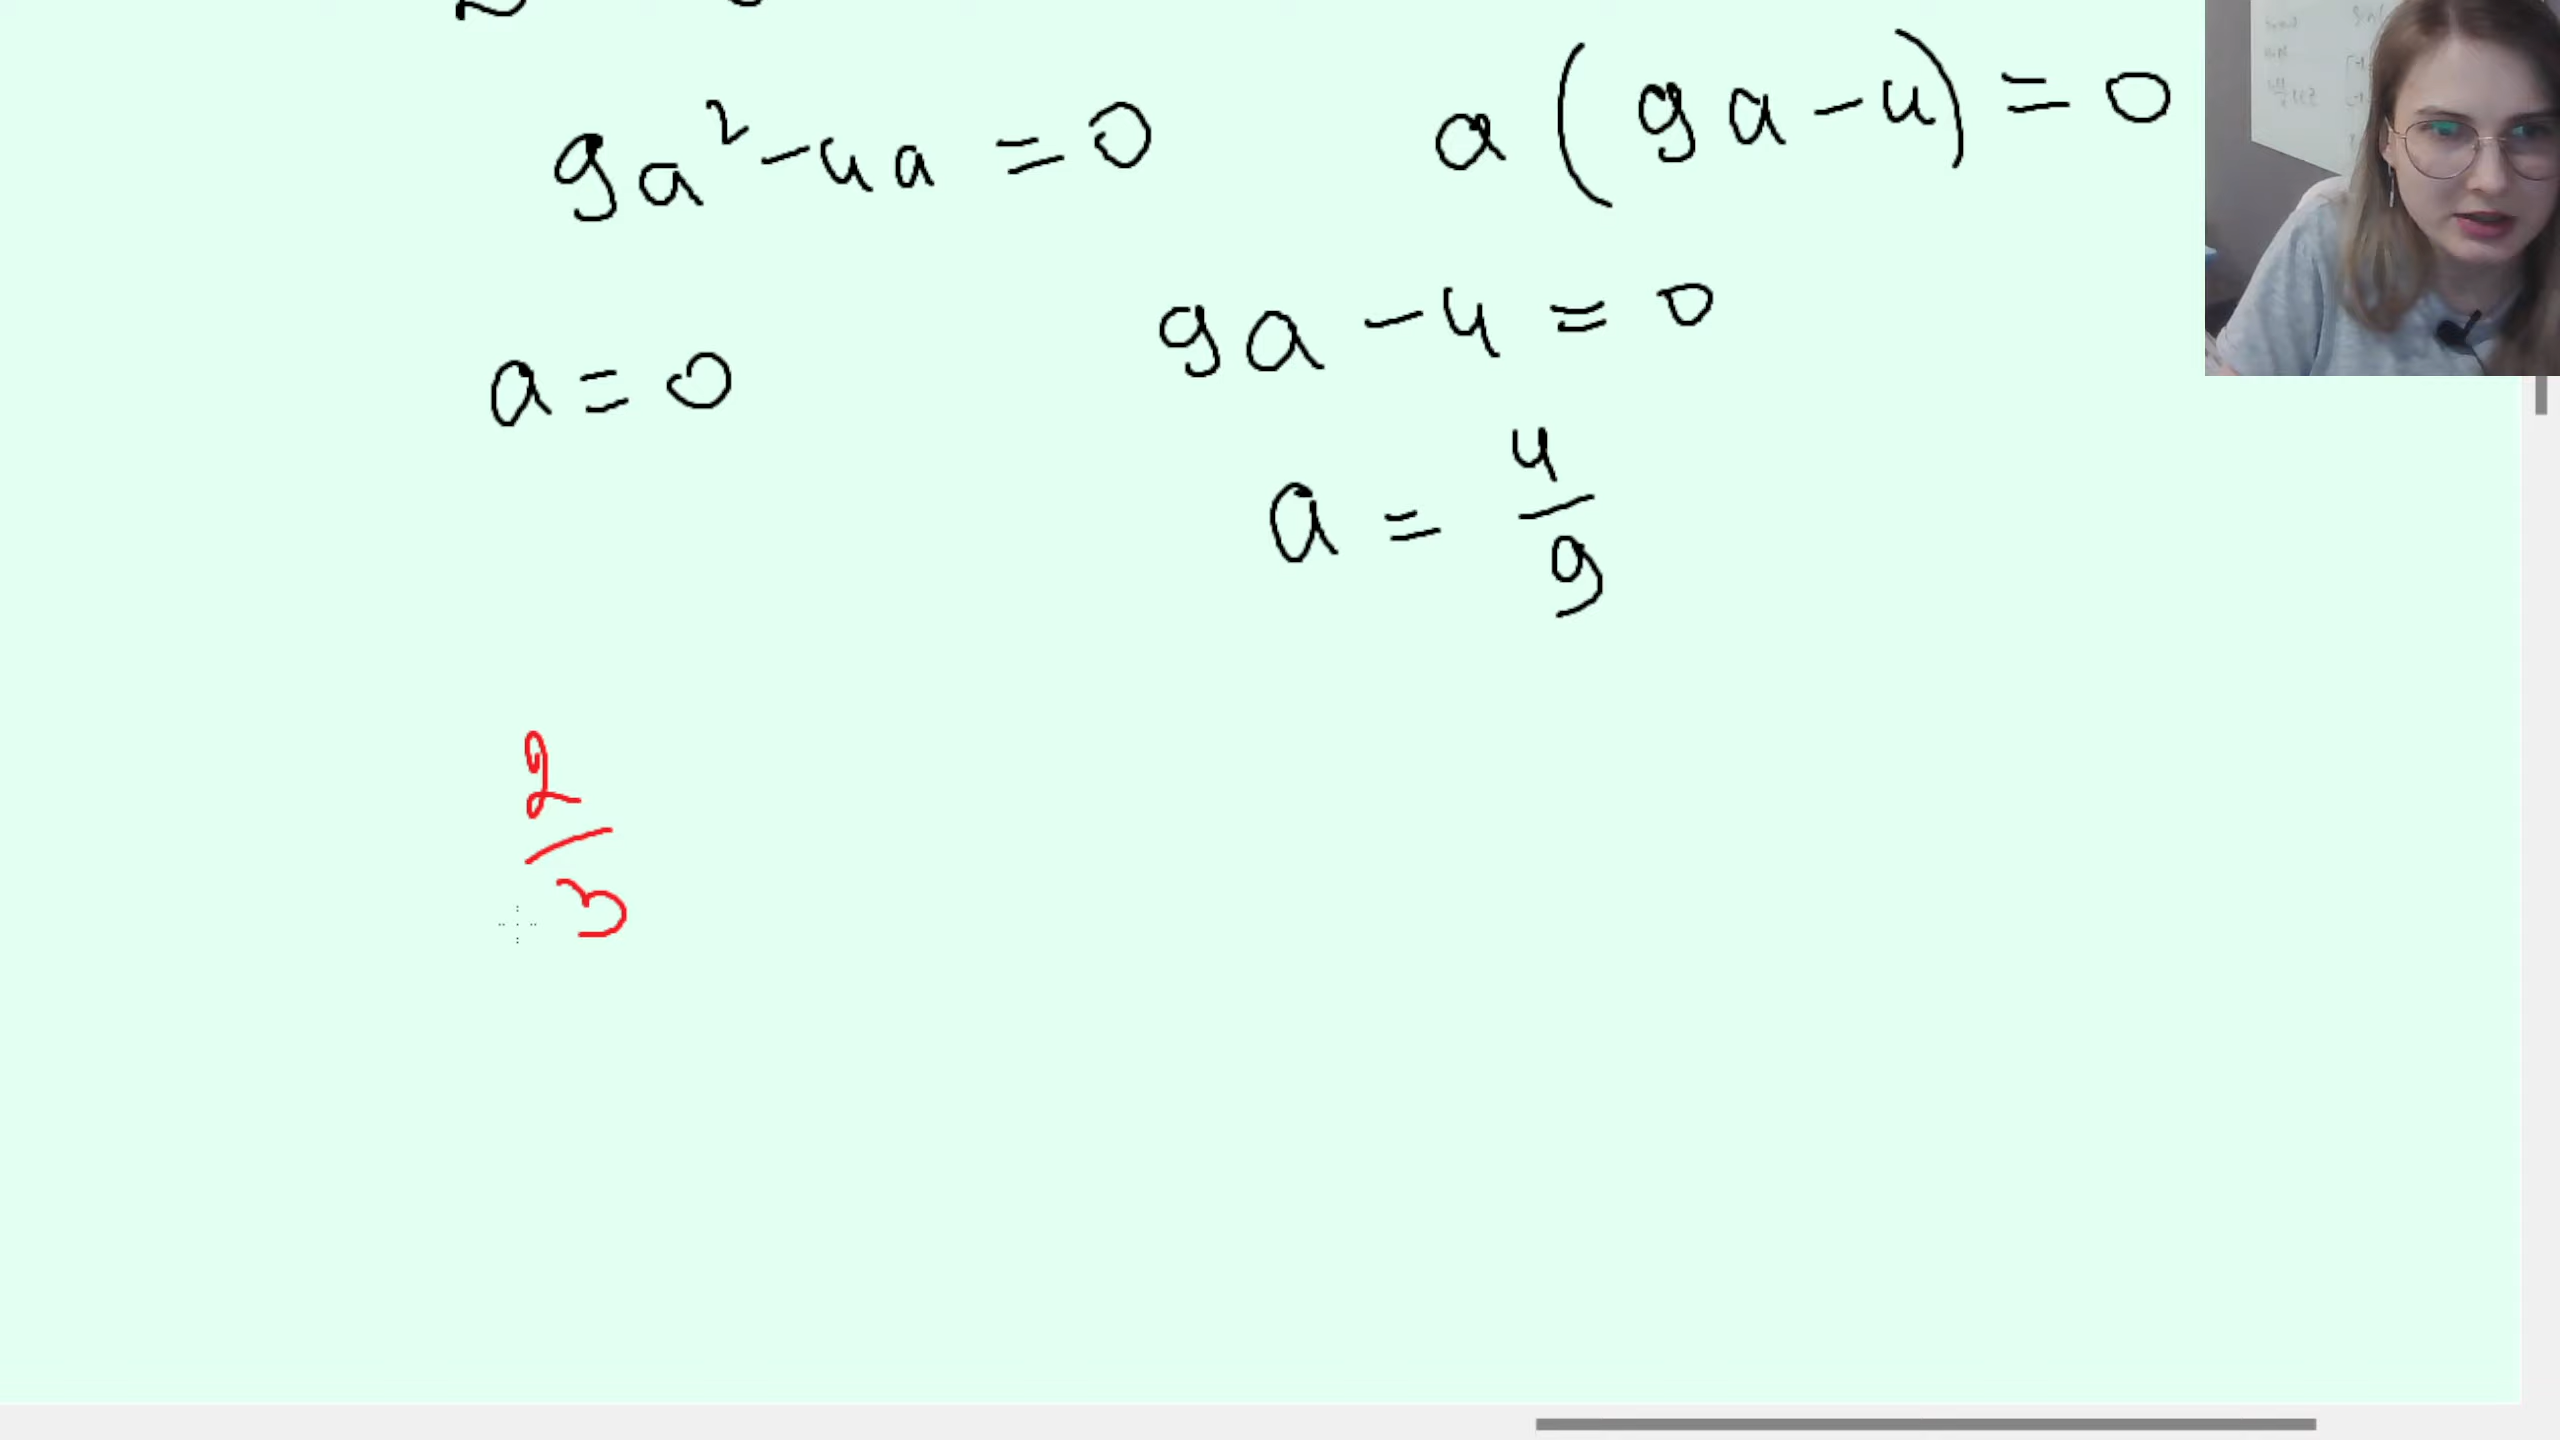 9a² - 4a = 0
a(9a - 4) = 0
9a - 4 = 0
a = 0
a = 4/9
2/3